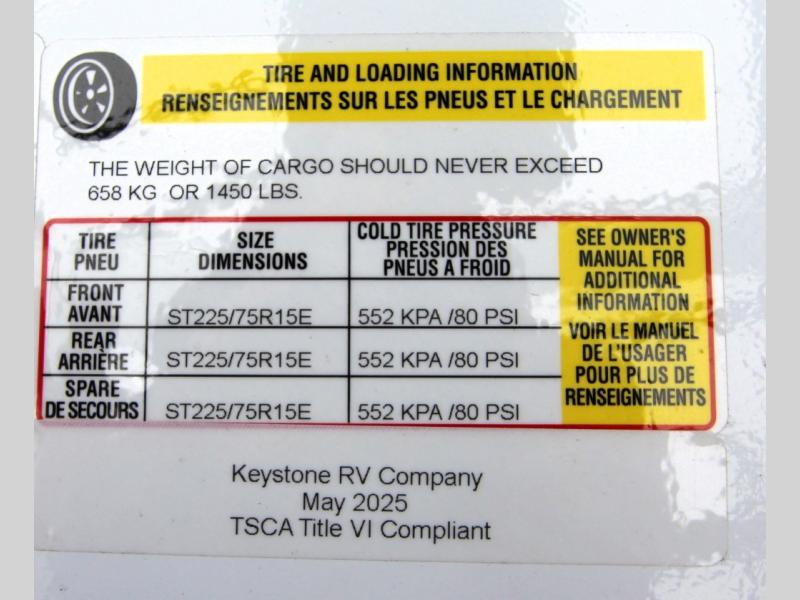 TIRE AND LOADING INFORMATION
RENSEIGNEMENTS SUR LES PNEUS ET LE CHARGEMENT
THE WEIGHT OF CARGO SHOULD NEVER EXCEED
658 KG OR 1450 LBS.
TIRE
PNEU
SIZE
DIMENSIONS
COLD TIRE PRESSURE
PRESSION DES
PNEUS A FROID
FRONT
AVANT
ST225/75R15E
552 KPA /80 PSI
REAR
ARRIÈRE
ST225/75R15E
552 KPA /80 PSI
SPARE
DE SECOURS
ST225/75R15E
552 KPA /80 PSI
SEE OWNER'S
MANUAL FOR
ADDITIONAL
INFORMATION
VOIR LE MANUEL
DE L'USAGER
POUR PLUS DE
RENSEIGNEMENTS
Keystone RV Company
May 2025
TSCA Title VI Compliant